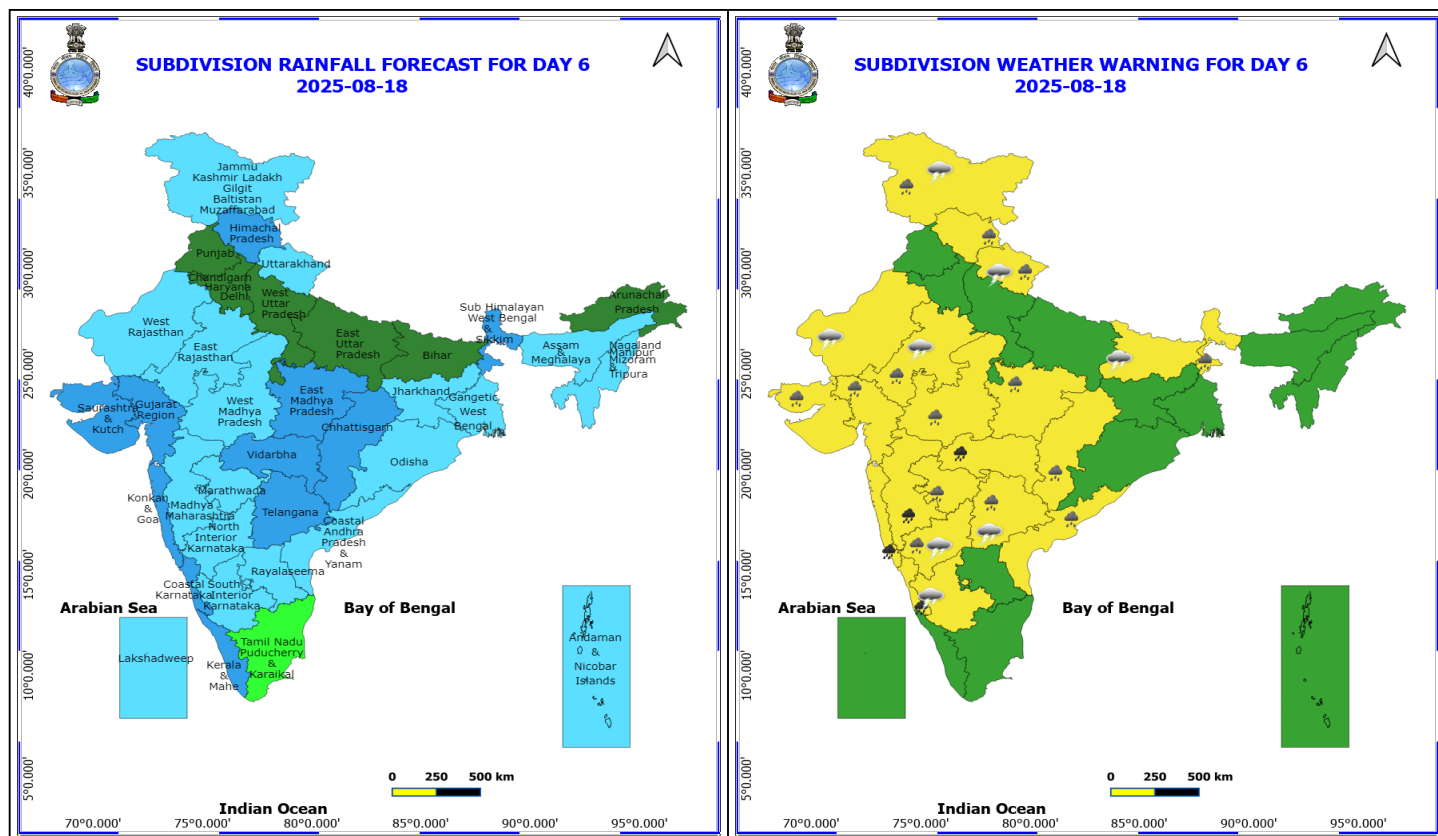 SUBDIVISION RAINFALL FORECAST FOR DAY 6
2025-08-18
40°0.000'
35°0.000'
30°0.000'
25°0.000'
20°0.000'
15°0.000'
10°0.000'
5°0.000'
Jammu
Kashmir Ladakh
Gilgit
Baltistan
Muzaffarabad
Himachal
Pradesh
Punjab
Uttarakhand
Chandigarh
Haryana
Delhi
West
Uttar
Pradesh
Arunachal
Pradesh
Sub Himalayan
West Bengal
&
Sikkim
West
Rajasthan
East
Rajasthan
East
Uttar
Pradesh
Bihar
Assam
&
Meghalaya
Nagaland
Manipur
Mizoram
&
Tripura
Saurashtra
&
Kutch
Gujarat
Region
West
Madhya
Pradesh
East
Madhya
Pradesh
Jharkhand
Gangetic
West
Bengal
Chhattisgarh
Vidarbha
Odisha
Konkan
&
Goa
Marathwada
Madhya
Maharashtra
Telangana
North
Interior
Karnataka
Coastal
Andhra
Pradesh
&
Yanam
Rayalaseema
Coastal
Karnataka
South
Interior
Karnataka
Arabian Sea
Bay of Bengal
Lakshadweep
Tamil Nadu
Puducherry
&
Karaikal
Kerala
&
Mahe
Andaman
&
Nicobar
Islands
0 250 500 km
Indian Ocean
70°0.000' 75°0.000' 80°0.000' 85°0.000' 90°0.000' 95°0.000'
SUBDIVISION WEATHER WARNING FOR DAY 6
2025-08-18
40°0.000'
35°0.000'
30°0.000'
25°0.000'
20°0.000'
15°0.000'
10°0.000'
5°0.000'
Arabian Sea
Bay of Bengal
0 250 500 km
Indian Ocean
70°0.000' 75°0.000' 80°0.000' 85°0.000' 90°0.000' 95°0.000'